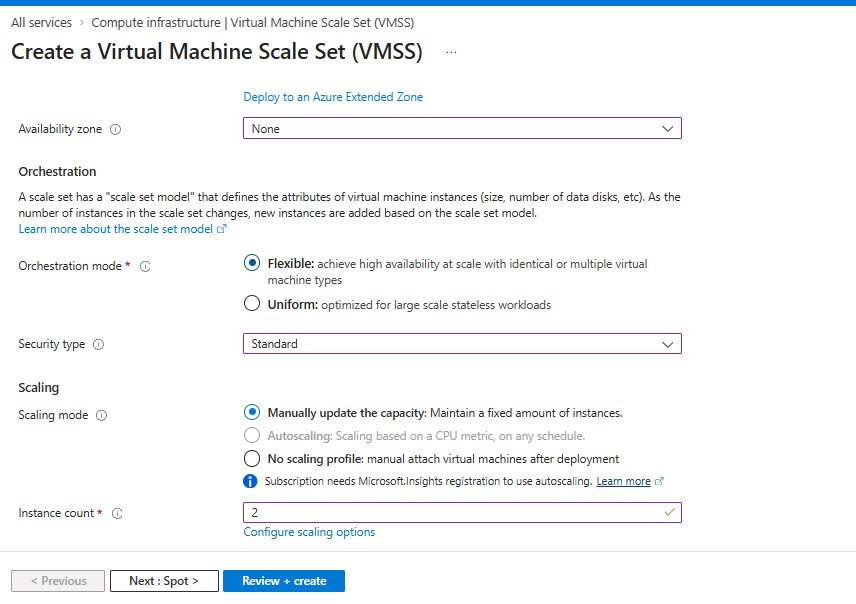 All services > Compute infrastructure | Virtual Machine Scale Set (VMSS)
Create a Virtual Machine Scale Set (VMSS) ...
Deploy to an Azure Extended Zone
Availability zone
None
Orchestration
A scale set has a "scale set model" that defines the attributes of virtual machine instances (size, number of data disks, etc). As the
number of instances in the scale set changes, new instances are added based on the scale set model.
Learn more about the scale set model
Orchestration mode *
Flexible: achieve high availability at scale with identical or multiple virtual
machine types
Uniform: optimized for large scale stateless workloads
Security type
Standard
Scaling
Scaling mode
Manually update the capacity: Maintain a fixed amount of instances.
Autoscaling: Scaling based on a CPU metric, on any schedule.
No scaling profile: manual attach virtual machines after deployment
Subscription needs Microsoft.Insights registration to use autoscaling. Learn more
Instance count *
2
Configure scaling options
< Previous
Next : Spot >
Review + create